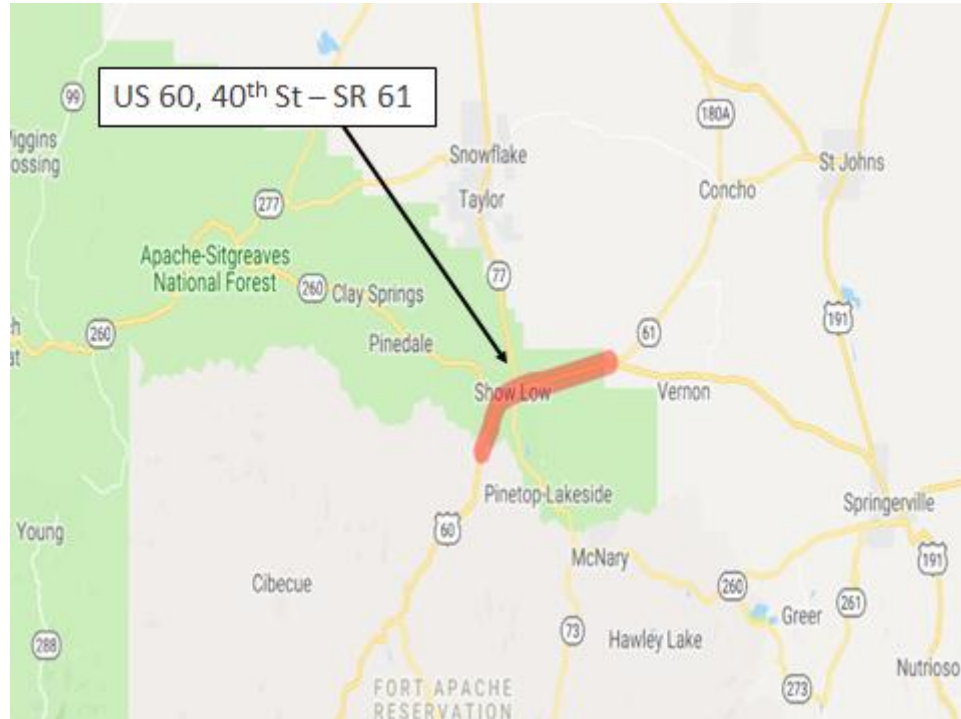 99
US 60, 40th St – SR 61
iggins
ossing
180A
Snowflake
St Johns
Concho
Taylor
277
Apache-Sitgreaves
National Forest
77
260
Clay Springs
191
61
260
Pinedale
Show Low
Vernon
Pinetop-Lakeside
Springerville
60
Young
McNary
191
Cibecue
260
Greer
261
73
Hawley Lake
288
Nutrioso
FORT APACHE
RESERVATION
273